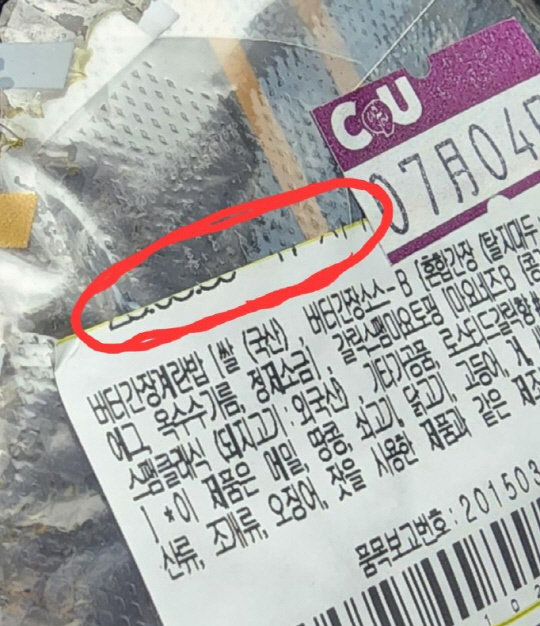 CU
07月04日
버터간장계란밥 [쌀 (국산), 버터간장소스-B (혼합간장 (탈지대두
에그, 옥수수기름, 정제소금], 갈릭스팸마요토핑 [마요네즈B (콩
스팸클래식 (돼지고기 : 외국산), 기타가공품, 로스티드갈릭향
] *이 제품은 메밀, 땅콩, 쇠고기, 닭고기, 고등어, 게,
산류, 조개류, 오징어, 잣을 사용한 제품과 같은 제조
품목보고번호 : 201503